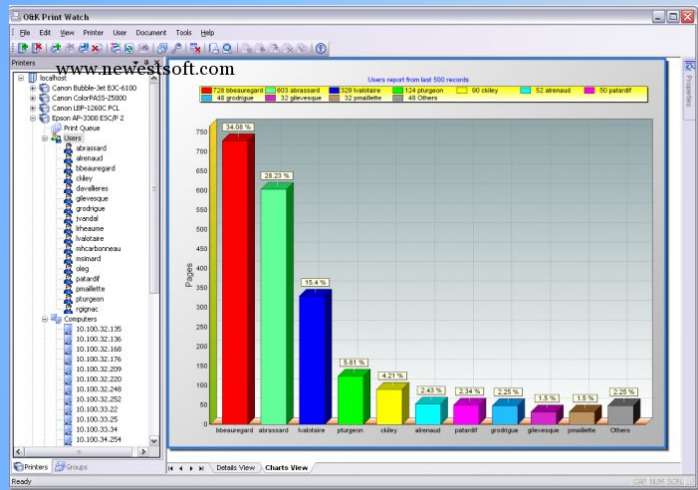 O&K Print Watch
File Edit View Printer User Document Tools Help
Printers
www.newestsoft.com
localhost
Canon Bubble-Jet BJC-6100
Canon ColorPASS-Z5000
Canon LBP-1260C PCL
Epson AP-3300 ESC/P 2
Print Queue
Users
abrassard
alrenaud
bbeauregard
ckiley
davallieres
gilevesque
grodrigue
jvandal
lrheaume
lvalotaire
mhcarbonneau
msimard
oleg
patardif
pmaillette
pturgeon
rgignac
Computers
10.100.32.135
10.100.32.136
10.100.32.168
10.100.32.176
10.100.32.209
10.100.32.220
10.100.32.248
10.100.32.252
10.100.33.22
10.100.33.25
10.100.33.34
10.100.34.254
Printers Groups
Users report from last 500 records
728 bbeauregard 603 abrassard 329 lvalotaire 124 pturgeon 90 ckiley 52 alrenaud 50 patardif
48 grodrigue 32 gilevesque 32 pmaillette 48 Others
Pages
750
700
650
600
550
500
450
400
350
300
250
200
150
100
50
0
34.08 %
28.23 %
15.4 %
5.81 %
4.21 %
2.43 %
2.34 %
2.25 %
1.5 %
1.5 %
2.25 %
bbeauregard abrassard lvalotaire pturgeon ckiley alrenaud patardif grodrigue gilevesque pmaillette Others
Details View Charts View
Properties
Ready
CAP NUM SCRL